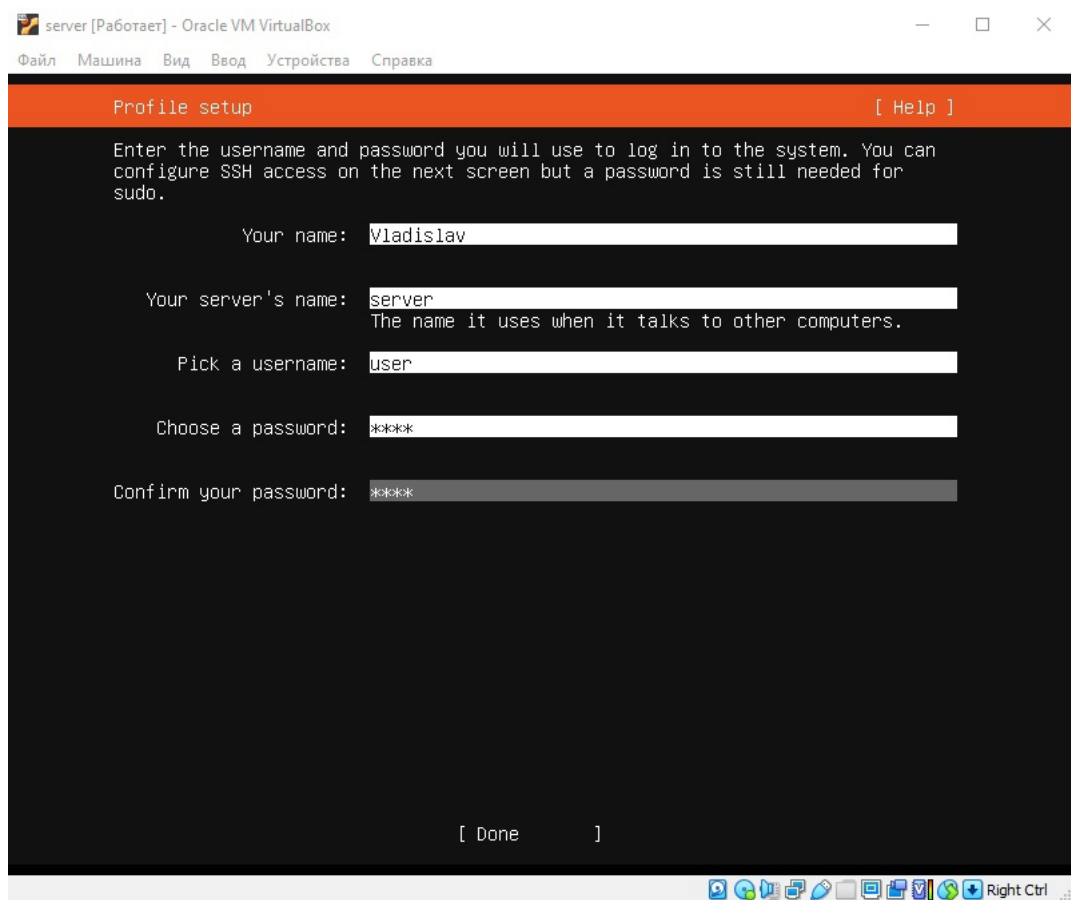 server [Работает] - Oracle VM VirtualBox
Файл Машина Вид Ввод Устройства Справка
Profile setup [ Help ]
Enter the username and password you will use to log in to the system. You can
configure SSH access on the next screen but a password is still needed for
sudo.
Your name: Vladislav
Your server's name: server
The name it uses when it talks to other computers.
Pick a username: user
Choose a password: ****
Confirm your password: ****
[ Done ]
Right Ctrl